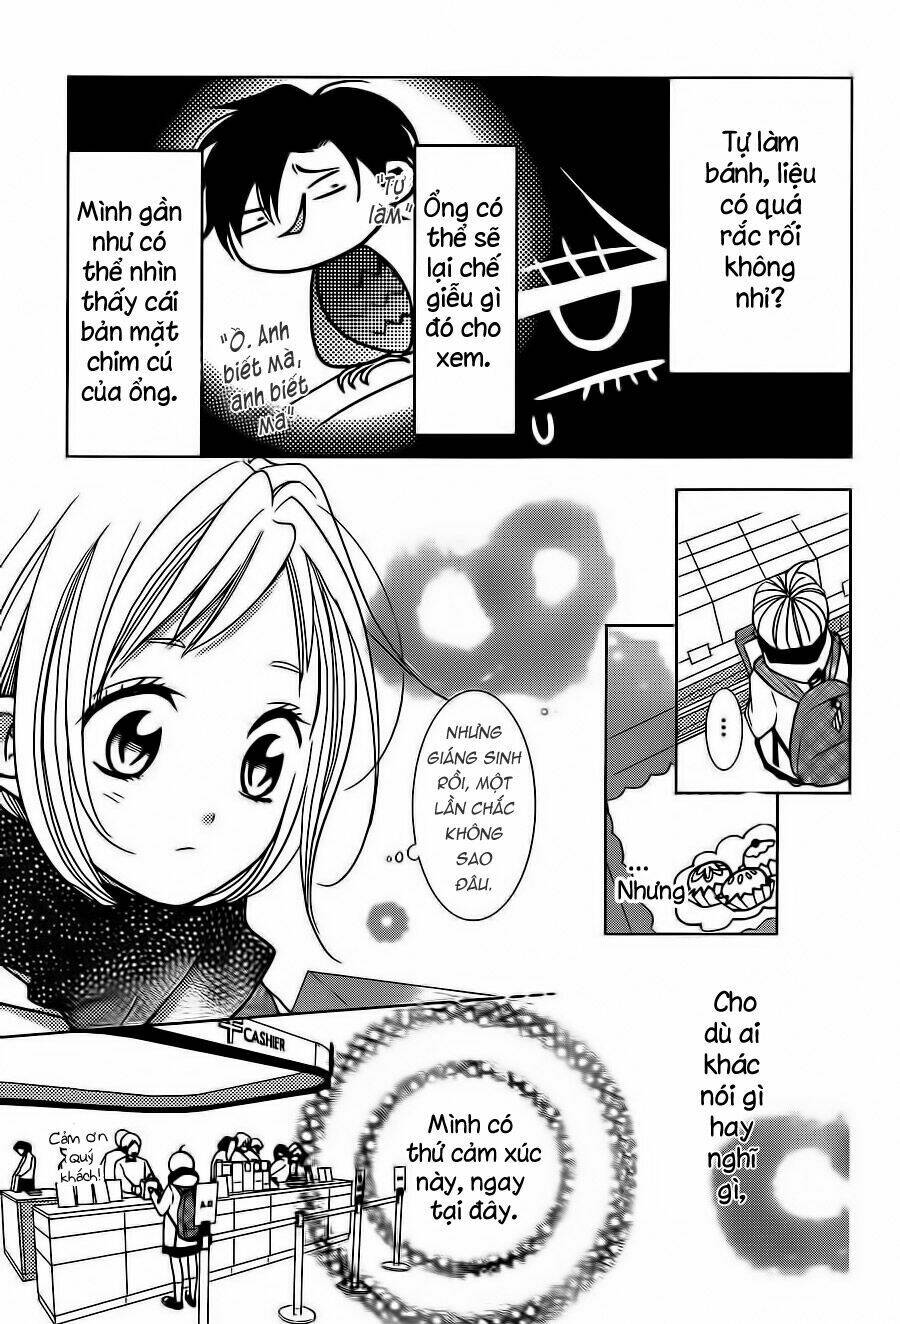 Tự làm
bánh, liệu
có quá
rắc rối
không
nhỉ?
Ổng có
thể sẽ
lại chế
giễu gì
đó cho
xem.
"Tự
làm"
"Ồ. Anh
biết mà,
anh biết
mà"
Mình gần
như có
thể nhìn
thấy cái
bản mặt
chim cú
của ổng.
...
...
Nhưng
NHƯNG
GIÁNG SINH
RỒI, MỘT
LẦN CHẮC
KHÔNG
SAO
ĐÂU.
Cho
dù ai
khác
nói gì
hay
nghĩ
gì,
CASHIER
Mình có
thứ cảm xúc
này, ngay
tại đây.
Cảm ơn
quý
khách!